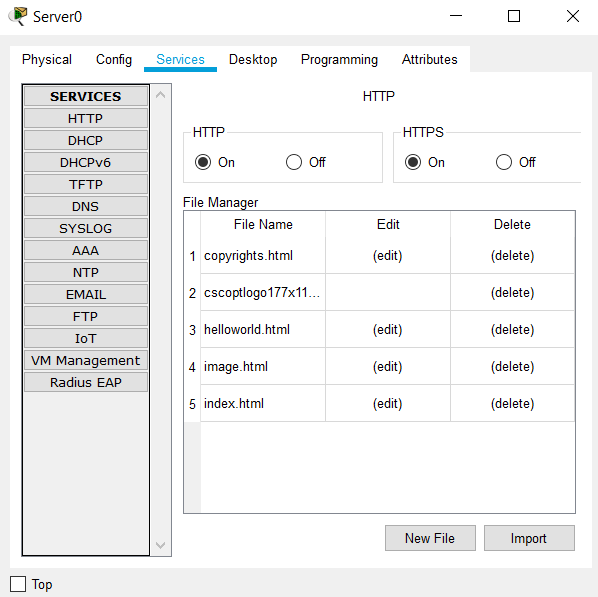 Server0
Physical Config Services Desktop Programming Attributes
SERVICES
HTTP
DHCP
DHCPv6
TFTP
DNS
SYSLOG
AAA
NTP
EMAIL
FTP
IoT
VM Management
Radius EAP
HTTP
HTTP
On Off
HTTPS
On Off
File Manager
File Name Edit Delete
1 copyrights.html (edit) (delete)
2 cscoptlogo177x11... (delete)
3 helloworld.html (edit) (delete)
4 image.html (edit) (delete)
5 index.html (edit) (delete)
New File Import
Top